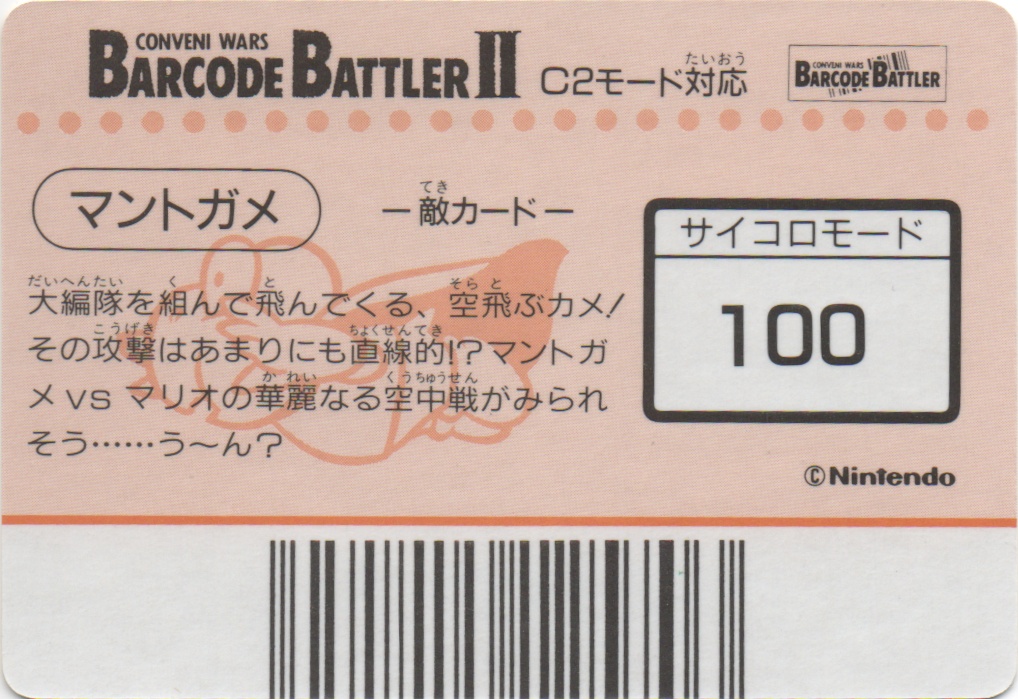 CONVENI WARS
BARCODE BATTLER II C2モード対応
たいおう
CONVENI WARS
BARCODE BATTLER
マントガメ
てき
ー敵カードー
サイコロモード
100
だいへんたい く と そら と
大編隊を組んで飛んでくる、空飛ぶカメ!
こうげき ちょくせんてき
その攻撃はあまりにも直線的!?マントガ
かれい くうちゅうせん
メvsマリオの華麗なる空中戦がみられ
そう……う〜ん?
©Nintendo